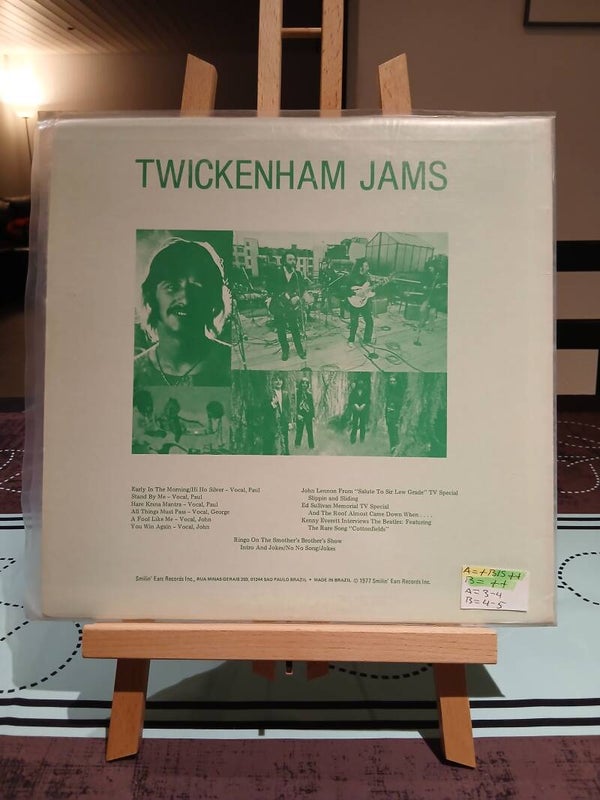 TWICKENHAM JAMS
Early In The Morning/Hi Ho Silver – Vocal, Paul
Stand By Me – Vocal, Paul
Hare Krsna Mantra – Vocal, Paul
All Things Must Pass – Vocal, George
A Fool Like Me – Vocal, John
You Win Again – Vocal, John
John Lennon From "Salute To Sir Lew Grade" TV Special
Slippin and Sliding
Ed Sullivan Memorial TV Special
And The Roof Almost Came Down When . . . .
Kenny Everett Interviews The Beatles: Featuring
The Rare Song "Cottonfields"
Ringo On The Smother's Brother's Show
Intro And Jokes/No No Song/Jokes
Smilin' Ears Records Inc., RUA MINAS GERAIS 203, 01244 SAO PAULO BRAZIL • MADE IN BRAZIL © 1977 Smilin' Ears Records Inc.
A=+BIS++
B= ++
A=3-4
B=4-5